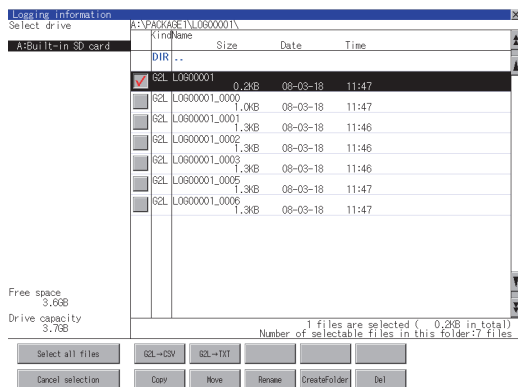 Logging information
Select drive
A:\PACKAGE1\LOG00001\
A:Built-in SD card
Kind Name
Size Date Time
DIR ..
G2L LOG00001
0.2KB 08-03-18 11:47
G2L LOG00001_0000
1.0KB 08-03-18 11:47
G2L LOG00001_0001
1.3KB 08-03-18 11:46
G2L LOG00001_0002
1.3KB 08-03-18 11:46
G2L LOG00001_0003
1.3KB 08-03-18 11:46
G2L LOG00001_0005
1.3KB 08-03-18 11:47
G2L LOG00001_0006
1.3KB 08-03-18 11:47
Free space
3.6GB
Drive capacity
3.7GB
1 files are selected ( 0.2KB in total)
Number of selectable files in this folder:7 files
Select all files G2L→CSV G2L→TXT
Cancel selection Copy Move Rename CreateFolder Del